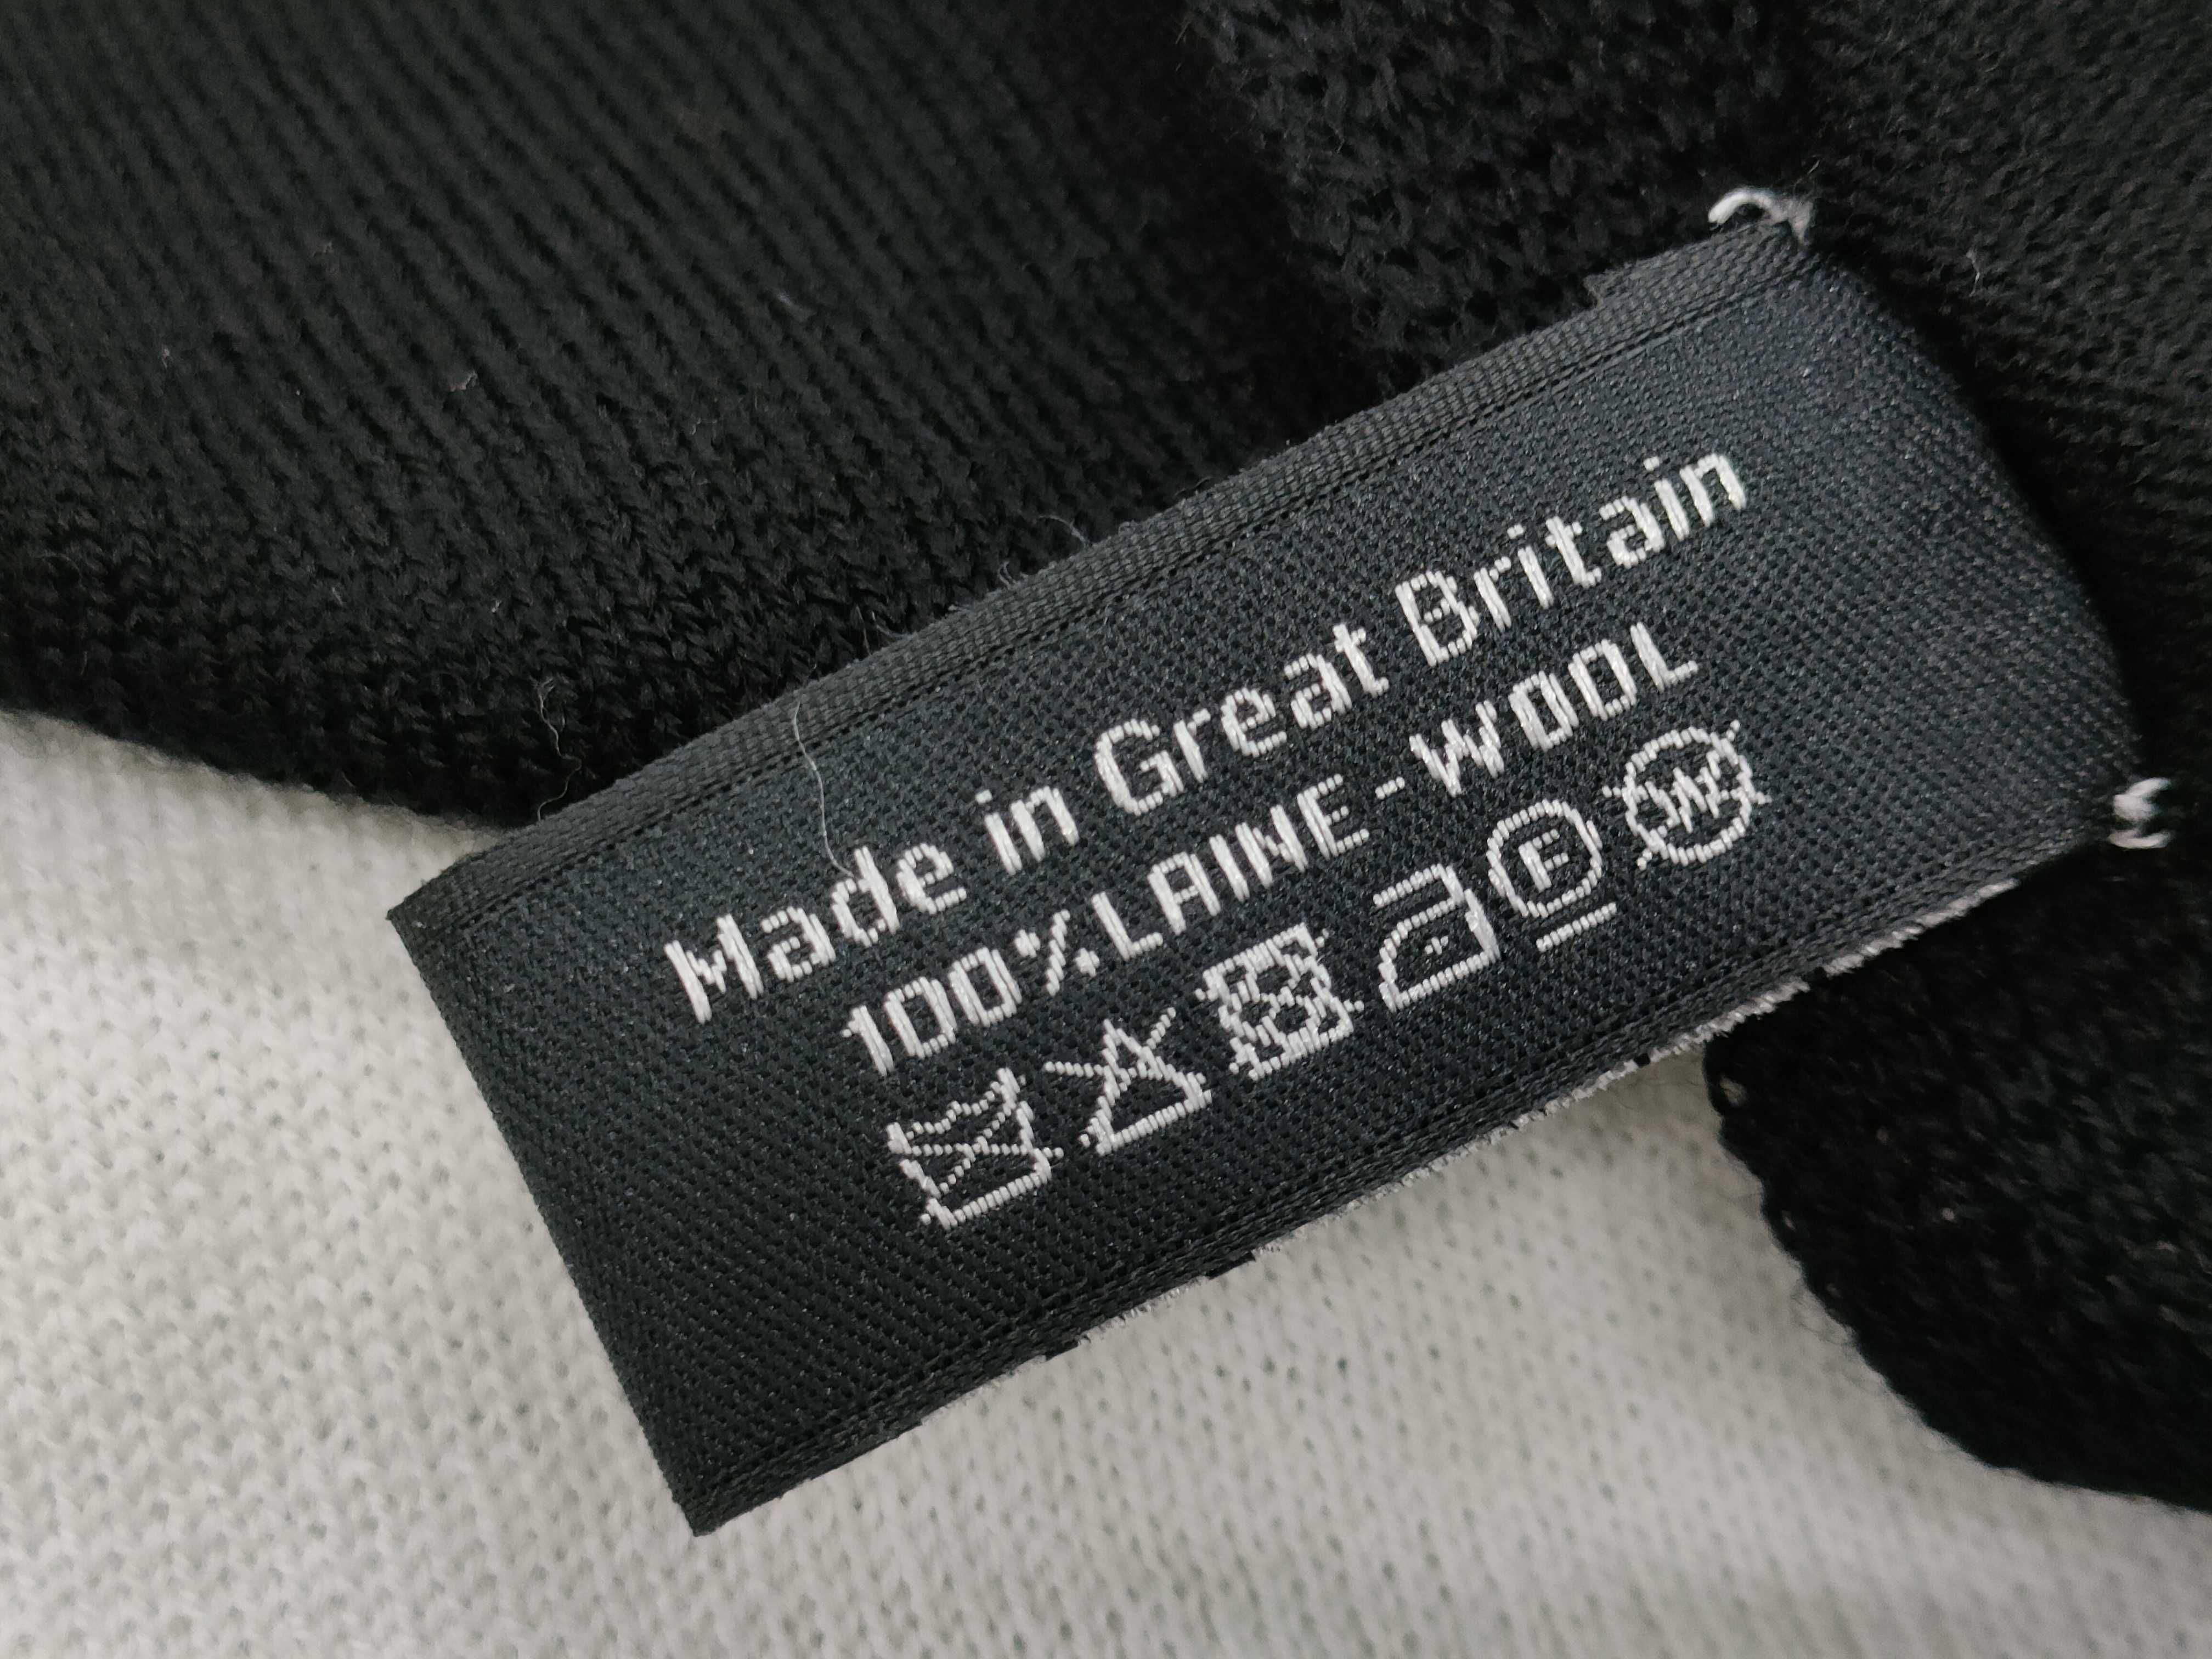 Made in Great Britain
100% LAINE - WOOL
F
W